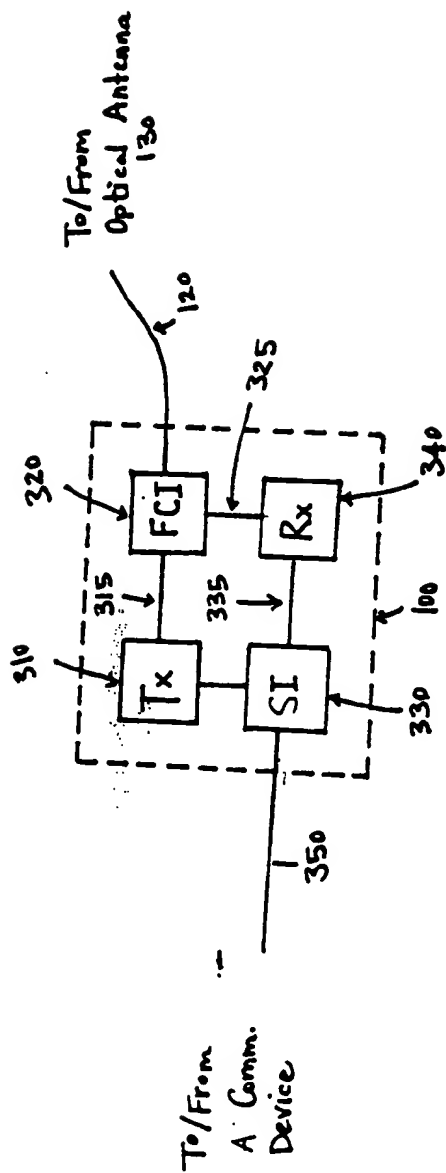 To/From
Optical Antenna
130
120
320
FCI
325
315
310
Tx
Rx
340
335
SI
100
330
350
To/From
A Comm.
Device